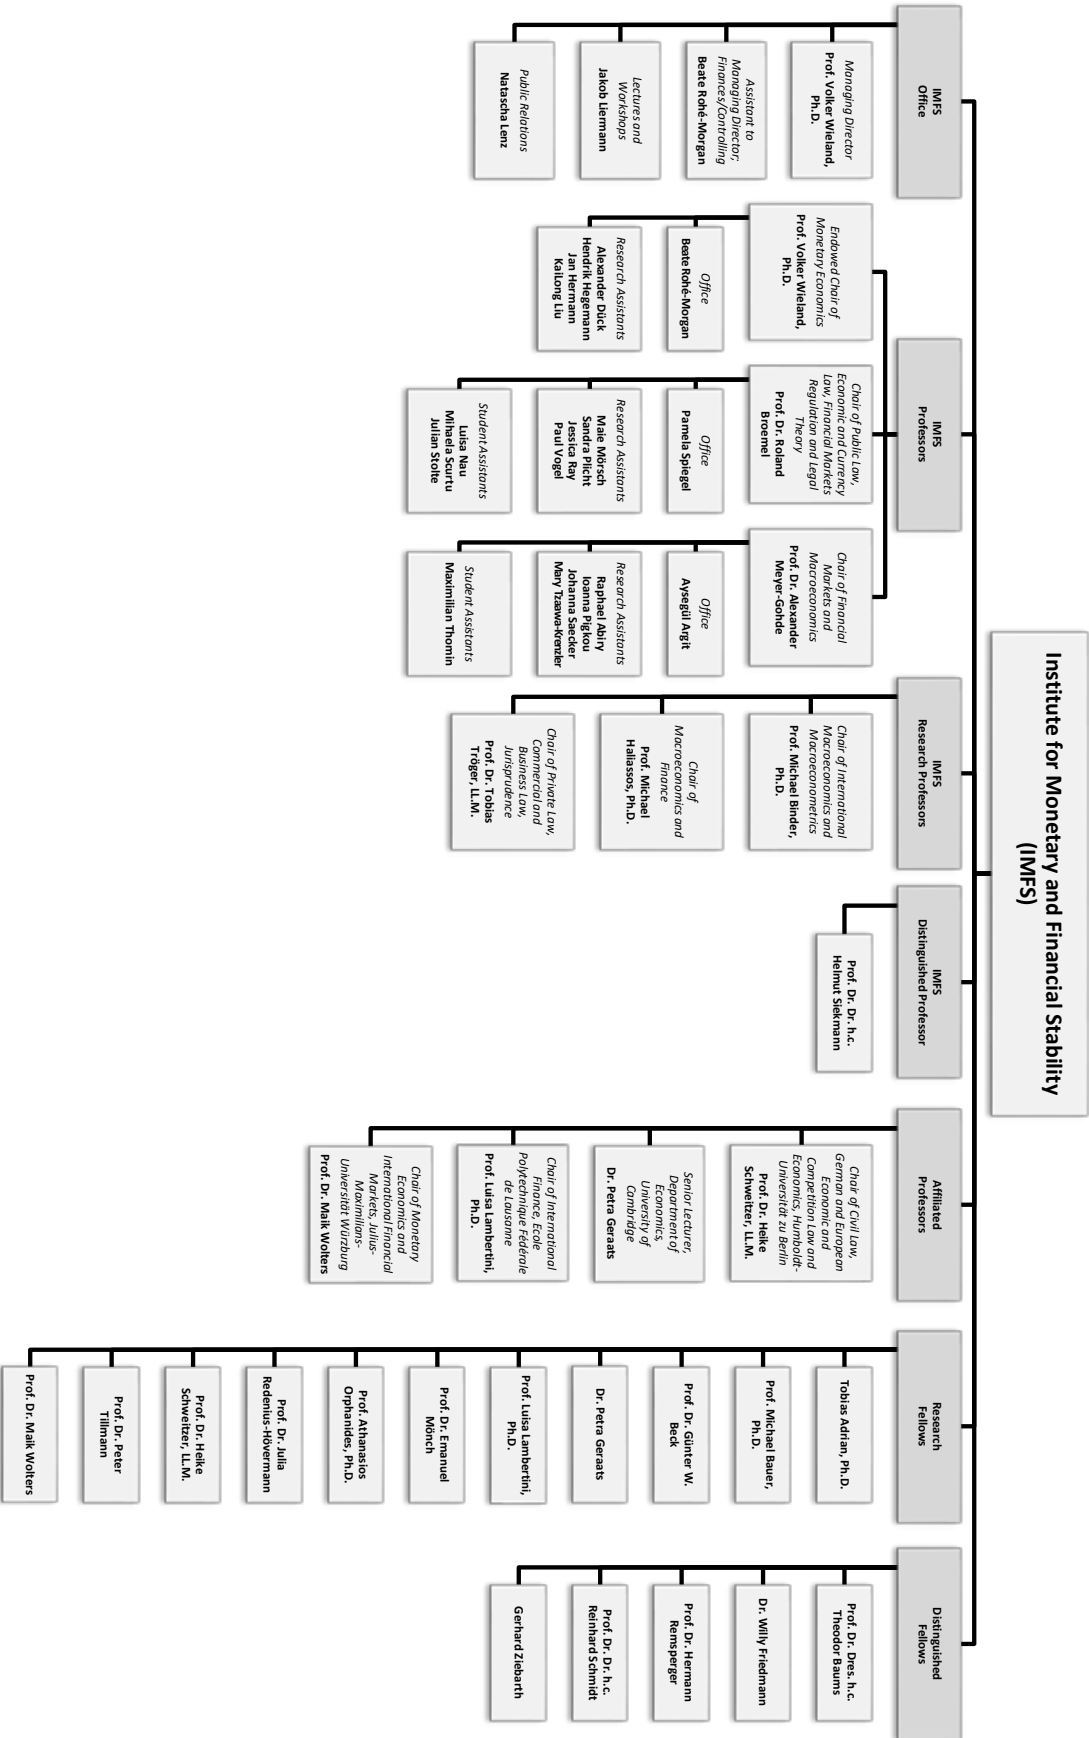 Institute for Monetary and Financial Stability
(IMFS)
IMFS
Office
Managing Director
Prof. Volker Wieland,
Ph.D.
Assistant to
Managing Director;
Finances/Controlling
Beate Rohé-Morgan
Lectures and
Workshops
Jakob Liermann
Public Relations
Natascha Lenz
IMFS
Professors
Endowed Chair of
Monetary Economics
Prof. Volker Wieland,
Ph.D.
Office
Beate Rohé-Morgan
Research Assistants
Alexander Dück
Hendrik Hegemann
Jan Hermann
KaiLong Liu
Chair of Public Law,
Economic and Currency
Law, Financial Markets
Regulation and Legal
Theory
Prof. Dr. Roland
Broemel
Office
Pamela Spiegel
Research Assistants
Maie Mörsch
Sandra Plicht
Jessica Ray
Paul Vogel
Student Assistants
Luisa Nau
Mihaela Scurtu
Julian Stolte
Chair of Financial
Markets and
Macroeconomics
Prof. Dr. Alexander
Meyer-Gohde
Office
Aysegül Argit
Research Assistants
Raphael Abiry
Ioanna Pigkou
Johanna Saecker
Mary Tzaawa-Krenzler
Student Assistants
Maximilian Thomin
IMFS
Research Professors
Chair of International
Macroeconomics and
Macroeconometrics
Prof. Michael Binder,
Ph.D.
Chair of
Macroeconomics and
Finance
Prof. Michael
Haliassos, Ph.D.
Chair of Private Law,
Commercial and
Business Law,
Jurisprudence
Prof. Dr. Tobias
Tröger, LL.M.
IMFS
Distinguished Professor
Prof. Dr. Dr. h.c.
Helmut Siekmann
Affiliated
Professors
Chair of Civil Law,
German and European
Economic and
Competition Law and
Economics, Humboldt-
Universität zu Berlin
Prof. Dr. Heike
Schweitzer, LL.M.
Senior Lecturer,
Department of
Economics,
University of
Cambridge
Dr. Petra Geraats
Chair of International
Finance, Ecole
Polytechnique Fédérale
de Lausanne
Prof. Luisa Lambertini,
Ph.D.
Chair of Monetary
Economics and
International Financial
Markets, Julius-
Maximilians-
Universität Würzburg
Prof. Dr. Maik Wolters
Research
Fellows
Tobias Adrian, Ph.D.
Prof. Michael Bauer,
Ph.D.
Prof. Dr. Günter W.
Beck
Dr. Petra Geraats
Prof. Luisa Lambertini,
Ph.D.
Prof. Dr. Emanuel
Mönch
Prof. Athanasios
Orphanides, Ph.D.
Prof. Dr. Julia
Redenius-Hövermann
Prof. Dr. Heike
Schweitzer, LL.M.
Prof. Dr. Peter
Tillmann
Prof. Dr. Maik Wolters
Distinguished
Fellows
Prof. Dr. Dres. h.c.
Theodor Baums
Dr. Willy Friedmann
Prof. Dr. Hermann
Remsperger
Prof. Dr. Dr. h.c.
Reinhard Schmidt
Gerhard Ziebarth